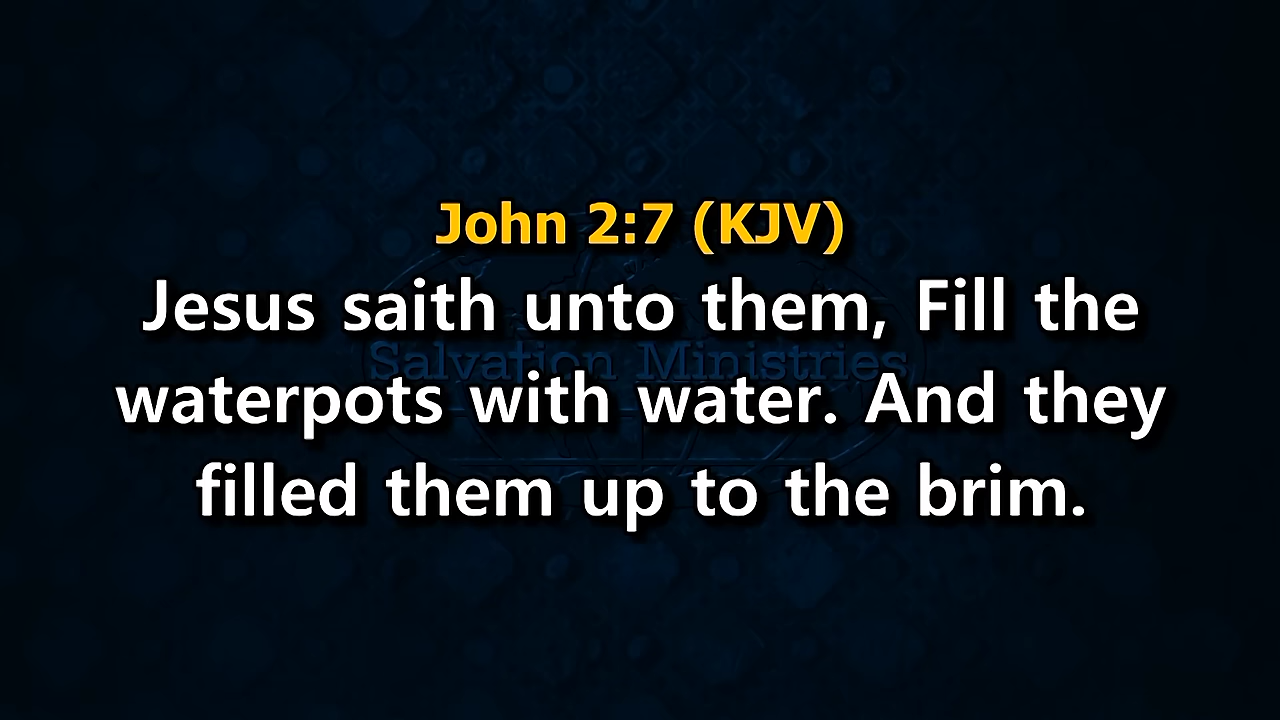 John 2:7 (KJV)
Jesus saith unto them, Fill the
Salvation Ministries
waterpots with water. And they
filled them up to the brim.